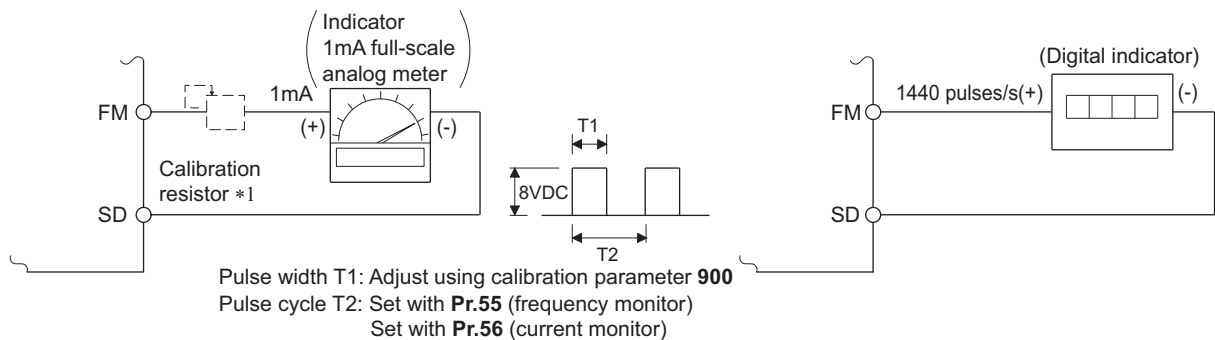 Indicator
1mA full-scale
analog meter
FM
1mA
(+)
(-)
Calibration
resistor *1
SD
T1
8VDC
T2
(Digital indicator)
1440 pulses/s(+)
(-)
FM
SD
Pulse width T1: Adjust using calibration parameter 900
Pulse cycle T2: Set with Pr.55 (frequency monitor)
Set with Pr.56 (current monitor)